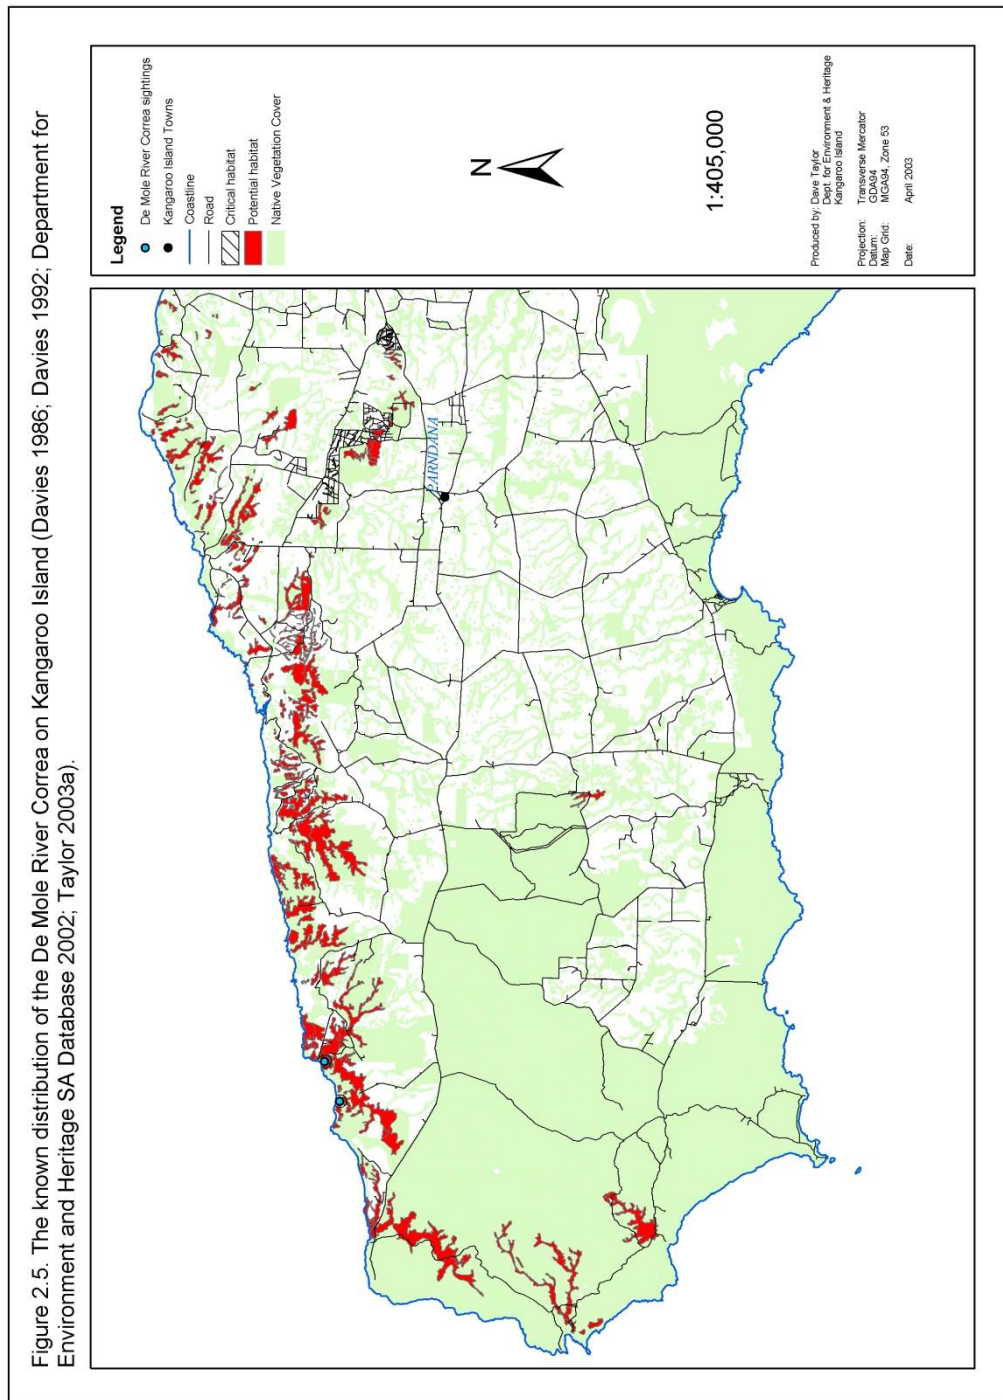 Figure 2.5. The known distribution of the De Mole River Correa on Kangaroo Island (Davies 1986; Davies 1992; Department for
Environment and Heritage SA Database 2002; Taylor 2003a).
Legend
De Mole River Correa sightings
Kangaroo Island Towns
Coastline
Road
Critical habitat
Potential habitat
Native Vegetation Cover
N
1:405,000
Produced by: Dave Taylor
Dept. for Environment & Heritage
Kangaroo Island
Projection: Transverse Mercator
Datum: GDA94
Map Grid: MGA94, Zone 53
Date: April 2003
PARNDANA